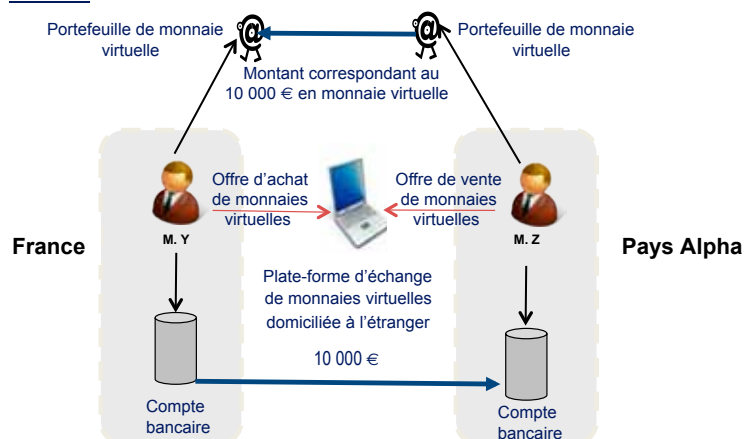 Portefeuille de monnaie
virtuelle
Portefeuille de monnaie
virtuelle
Montant correspondant au
10 000 € en monnaie virtuelle
Offre d'achat
de monnaies
virtuelles
Offre de vente
de monnaies
virtuelles
France
M. Y
M. Z
Pays Alpha
Plate-forme d'échange
de monnaies virtuelles
domiciliée à l'étranger
10 000 €
Compte
bancaire
Compte
bancaire